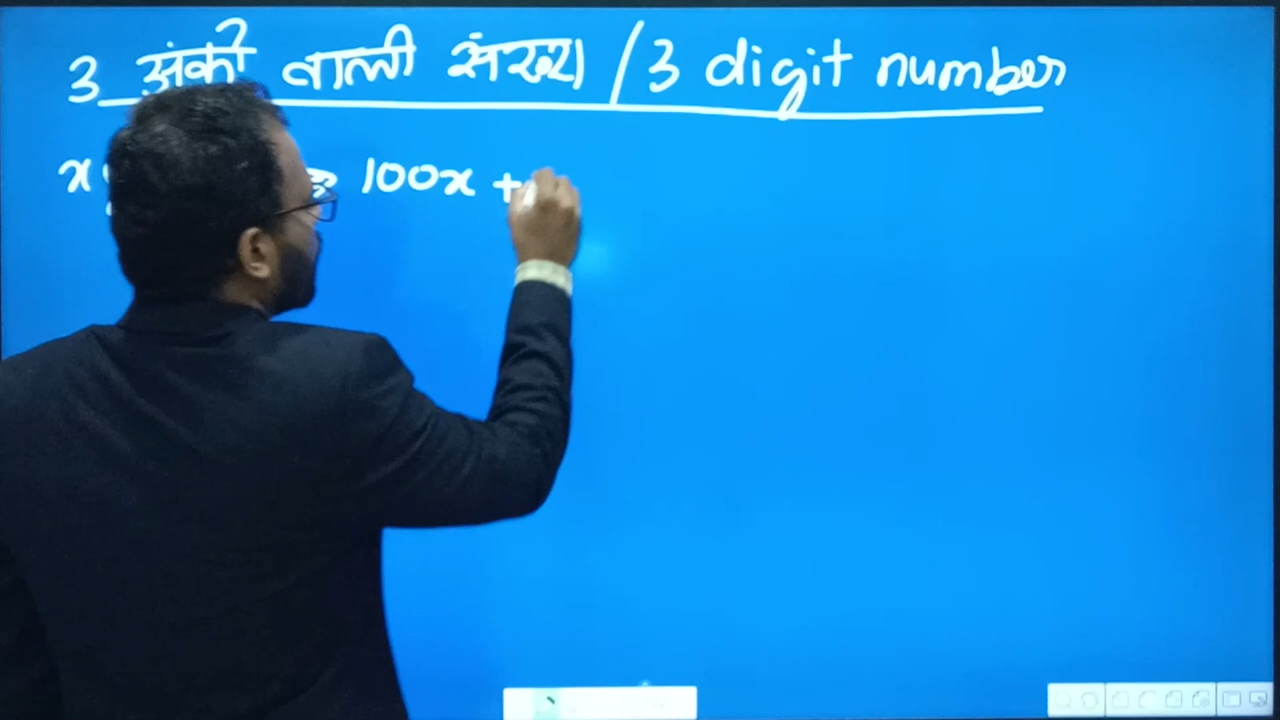 3 अंको वाली संख्या / 3 digit number
x 100x +